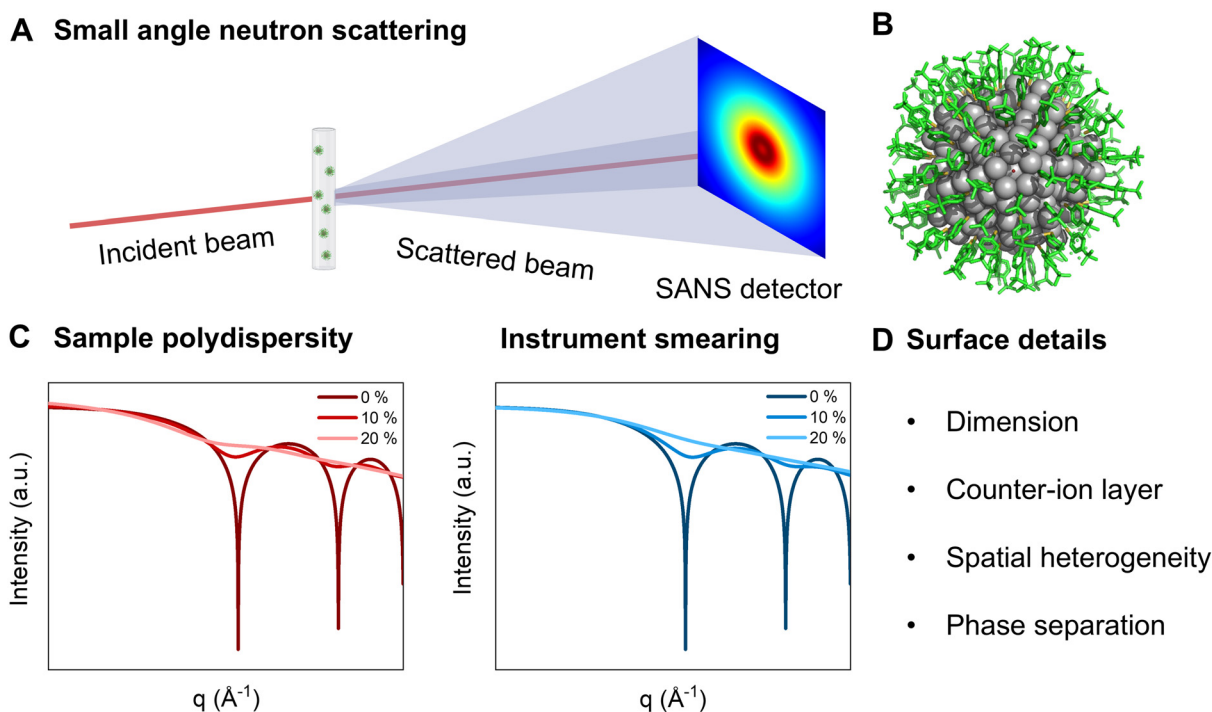 A Small angle neutron scattering
Incident beam
Scattered beam
SANS detector
B
C Sample polydispersity
0 %
10 %
20 %
Intensity (a.u.)
q (Å⁻¹)
Instrument smearing
0 %
10 %
20 %
Intensity (a.u.)
q (Å⁻¹)
D Surface details
• Dimension
• Counter-ion layer
• Spatial heterogeneity
• Phase separation